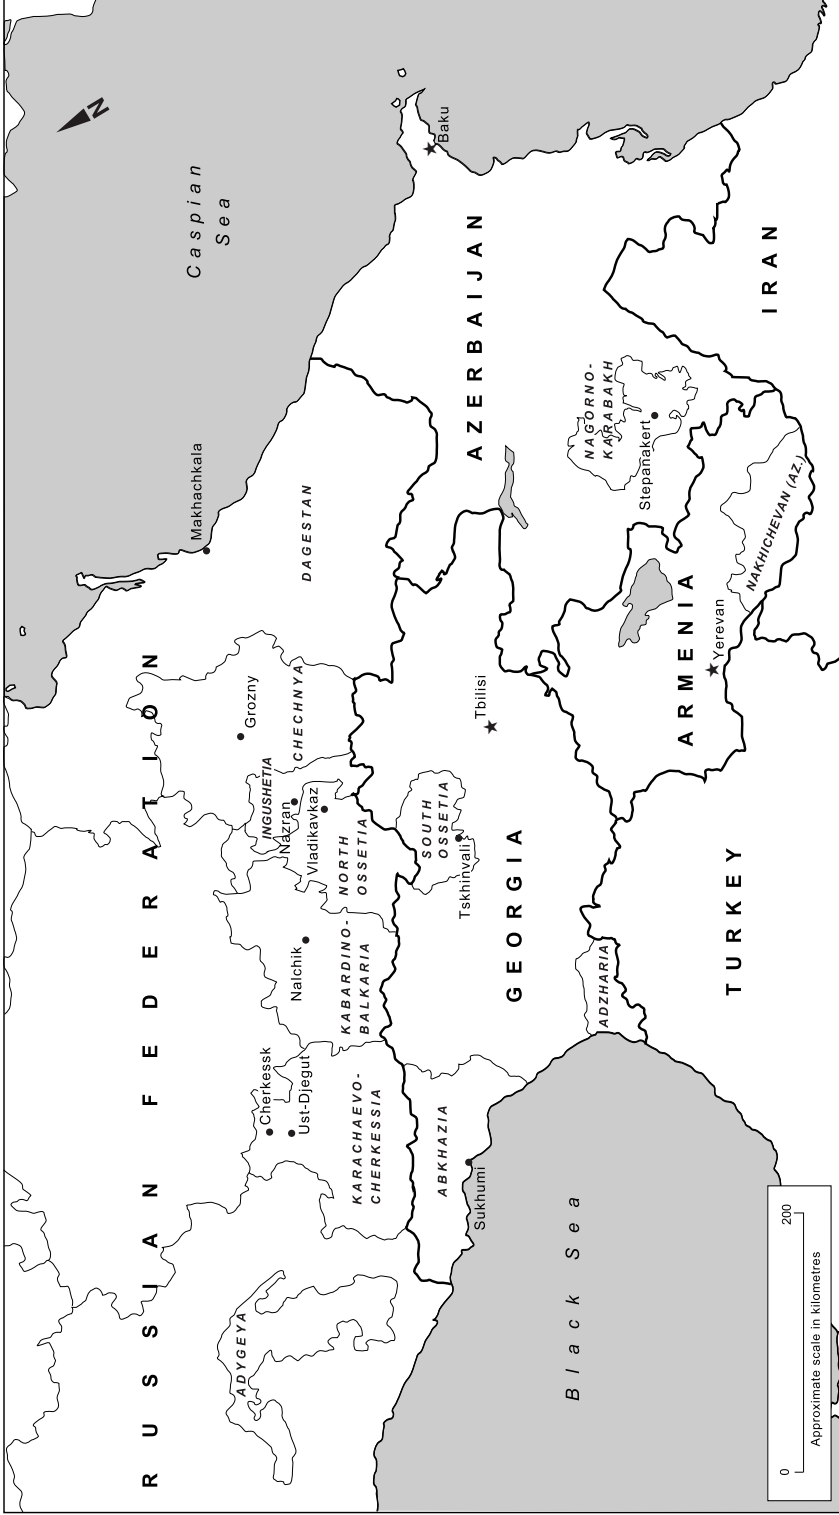 N
Caspian
Sea
RUSSIAN FEDERATION
Makhachkala
DAGESTAN
Grozny
CHECHNYA
INGUSHETIA
Nazran
Vladikavkaz
NORTH
OSSETIA
Nalchik
KABARDINO-
BALKARIA
Cherkessk
Ust-Djegut
KARACHAEVO-
CHERKESSIA
ADYGEYA
ABKHAZIA
Sukhumi
SOUTH
OSSETIA
Tskhinvali
Tbilisi
GEORGIA
ADZHARIA
Baku
AZERBAIJAN
NAGORNO-
KARABAKH
Stepanakert
NAKHICHEVAN (AZ.)
ARMENIA
Yerevan
IRAN
TURKEY
Black Sea
0 200
Approximate scale in kilometres